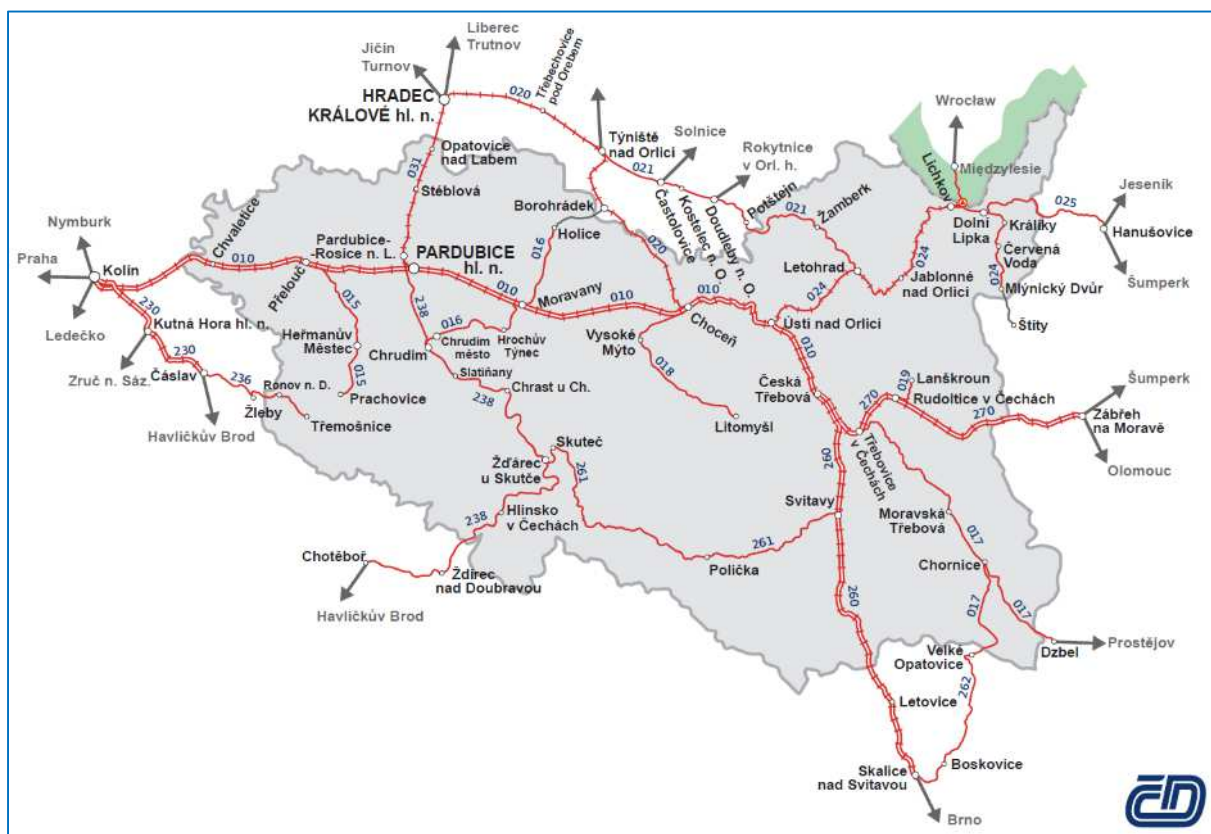 Liberec
Trutnov
Jičín
Turnov
HRADEC
KRÁLOVÉ hl. n.
020
Třebechovice
pod Orebem
Týniště
nad Orlicí
Solnice
021
Rokytnice
v Orl. h.
Wrocław
Międzylesie
Lichkov
Opatovice
nad Labem
031
Stéblová
Borohrádek
Častolovice
Kostelec n. O.
Doudleby n. O.
Potštejn
021
Žamberk
Dolní
Lipka
Králíky
025
Jeseník
Hanušovice
Šumperk
Červená
Voda
024
Mlýnický Dvůr
Štíty
Nymburk
Praha
Kolín
Ledečko
Chvaletice
010
Pardubice-
-Rosice n. L.
PARDUBICE
hl. n.
Přelouč
Holice
016
020
010
Moravany
010
010
Choceň
Letohrad
024
024
Jablonné
nad Orlicí
Ústí nad Orlicí
230
Kutná Hora hl. n.
Zruč n. Sáz.
230
Čáslav
236
Ronov n. D.
Žleby
Třemošnice
Havlíčkův Brod
015
Heřmanův
Městec
015
Prachovice
238
016
Chrudim
město
Hrochův
Týnec
Chrudim
Slatiňany
238
Chrast u Ch.
Vysoké
Mýto
018
Litomyšl
010
Česká
Třebová
270
019
Lanškroun
Rudoltice v Čechách
270
Šumperk
Zábřeh
na Moravě
Olomouc
Třebovice
v Čechách
260
Skuteč
Žďárec
u Skutče
261
Hlinsko
v Čechách
238
Chotěboř
Ždírec
nad Doubravou
Havlíčkův Brod
Svitavy
261
Polička
Moravská
Třebová
017
Chornice
017
017
Dzbel
Prostějov
260
Velké
Opatovice
262
Letovice
Boskovice
Skalice
nad Svitavou
Brno
ČD